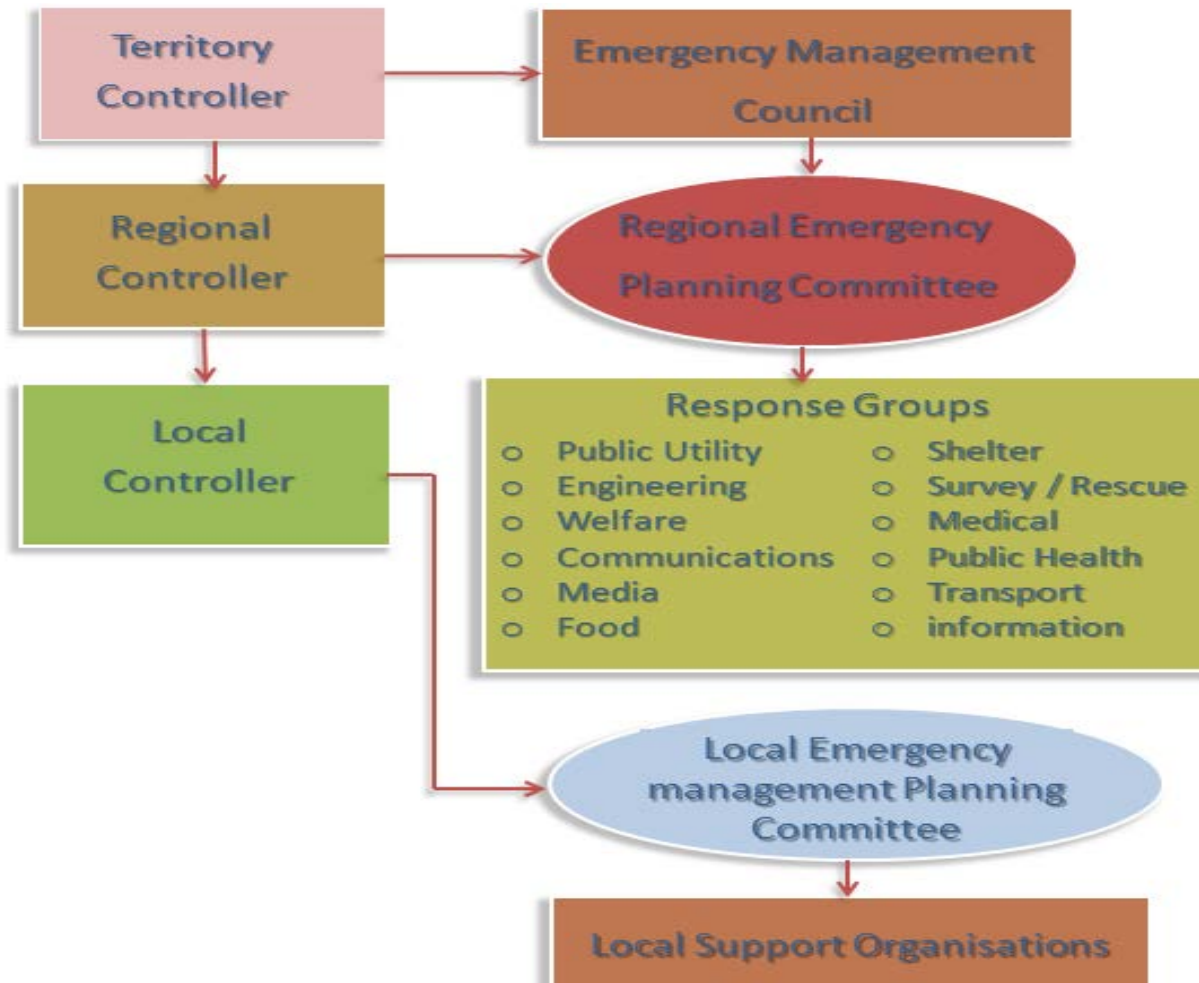 Territory
Controller
Emergency Management
Council
Regional
Controller
Regional Emergency
Planning Committee
Local
Controller
Response Groups
o Public Utility
o Engineering
o Welfare
o Communications
o Media
o Food
o Shelter
o Survey / Rescue
o Medical
o Public Health
o Transport
o information
Local Emergency
management Planning
Committee
Local Support Organisations